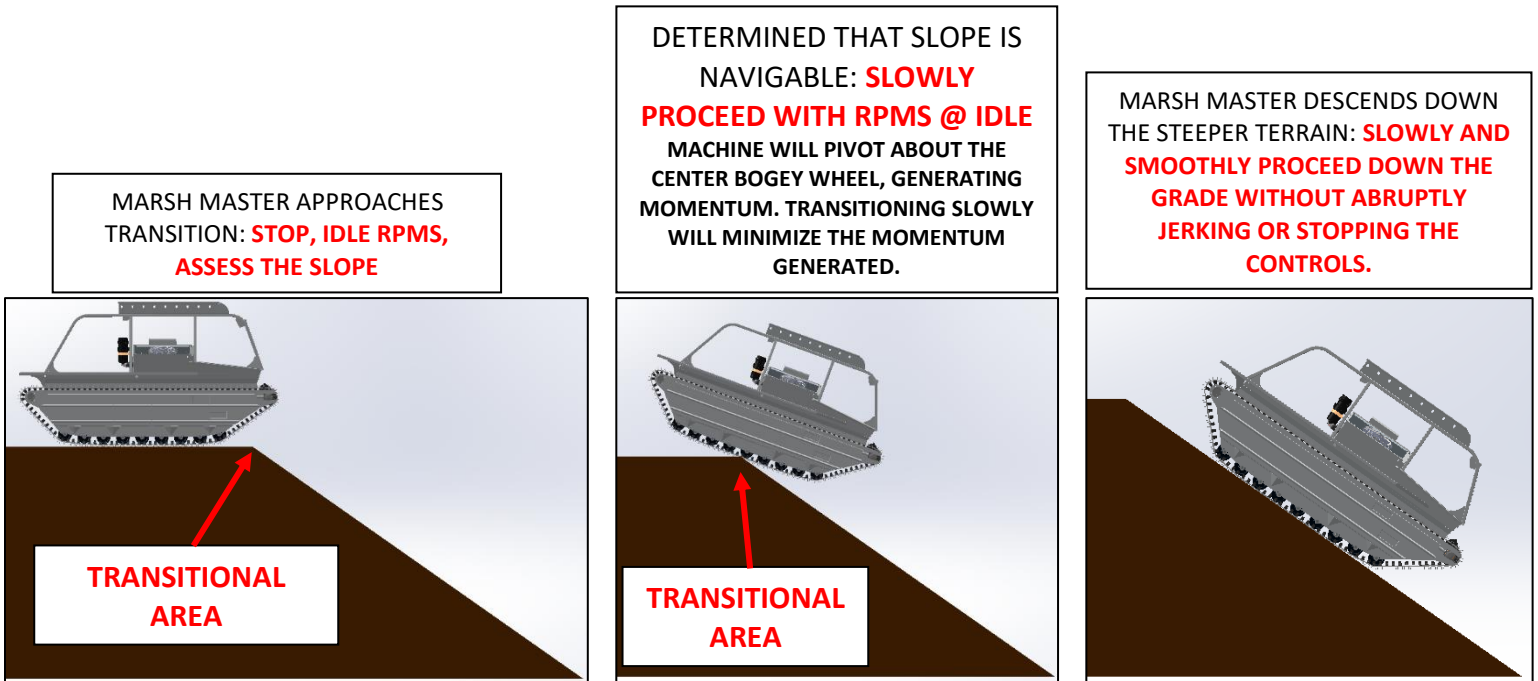 MARSH MASTER APPROACHES
TRANSITION: STOP, IDLE RPMS,
ASSESS THE SLOPE
TRANSITIONAL
AREA
DETERMINED THAT SLOPE IS
NAVIGABLE: SLOWLY
PROCEED WITH RPMS @ IDLE
MACHINE WILL PIVOT ABOUT THE
CENTER BOGEY WHEEL, GENERATING
MOMENTUM. TRANSITIONING SLOWLY
WILL MINIMIZE THE MOMENTUM
GENERATED.
TRANSITIONAL
AREA
MARSH MASTER DESCENDS DOWN
THE STEEPER TERRAIN: SLOWLY AND
SMOOTHLY PROCEED DOWN THE
GRADE WITHOUT ABRUPTLY
JERKING OR STOPPING THE
CONTROLS.